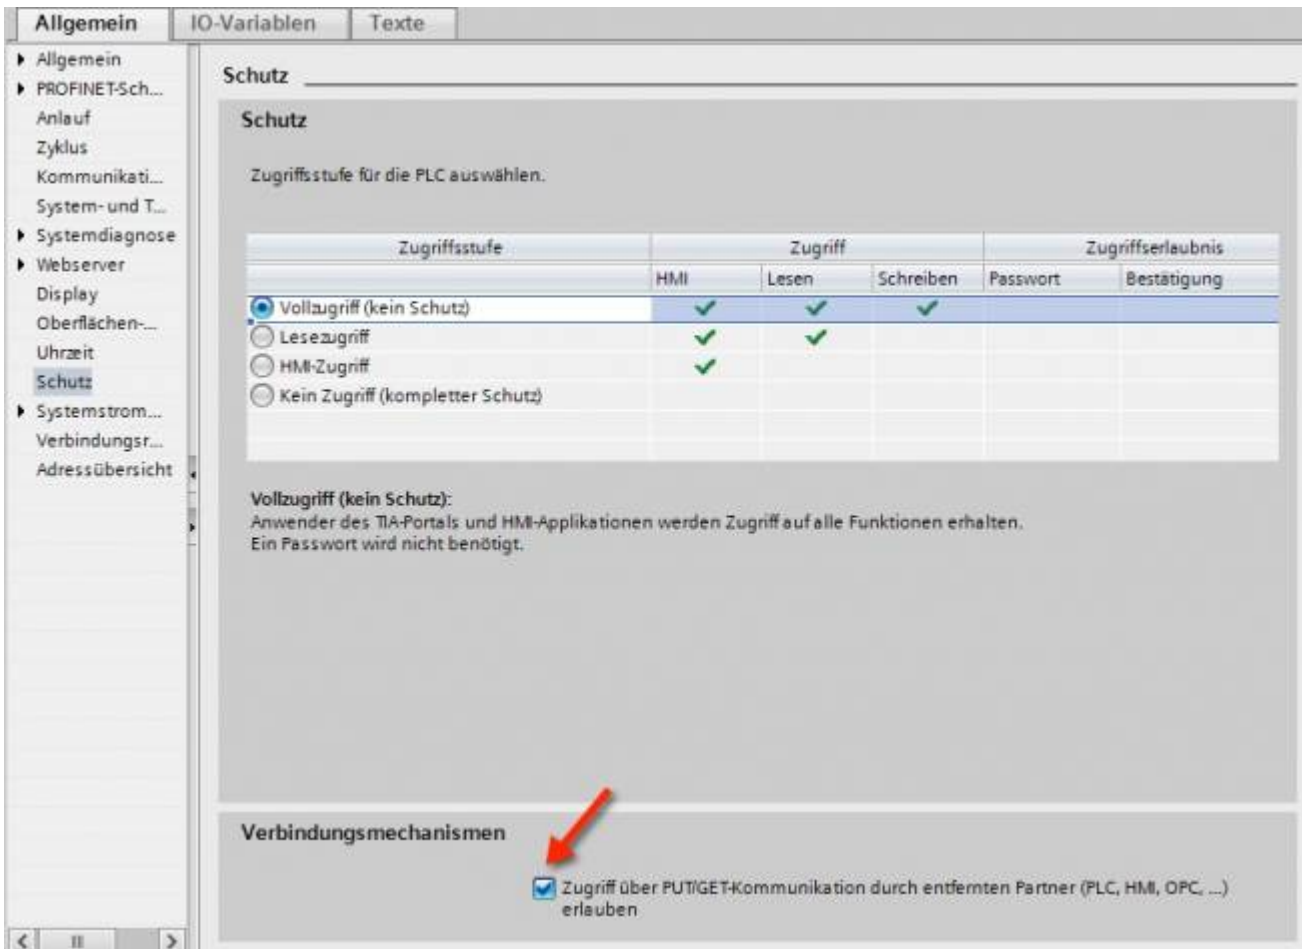 Allgemein IO-Variablen Texte
Allgemein
PROFINET-Sch...
Anlauf
Zyklus
Kommunikati...
System- und T...
Systemdiagnose
Webserver
Display
Oberflächen-...
Uhrzeit
Schutz
Systemstrom...
Verbindungsr...
Adressübersicht
Schutz
Schutz
Zugriffsstufe für die PLC auswählen.
Zugriffsstufe Zugriff Zugriffserlaubnis
HMI Lesen Schreiben Passwort Bestätigung
Vollzugriff (kein Schutz)
Lesezugriff
HMI-Zugriff
Kein Zugriff (kompletter Schutz)
Vollzugriff (kein Schutz):
Anwender des TIA-Portals und HMI-Applikationen werden Zugriff auf alle Funktionen erhalten.
Ein Passwort wird nicht benötigt.
Verbindungsmechanismen
Zugriff über PUT/GET-Kommunikation durch entfernten Partner (PLC, HMI, OPC, ...)
erlauben